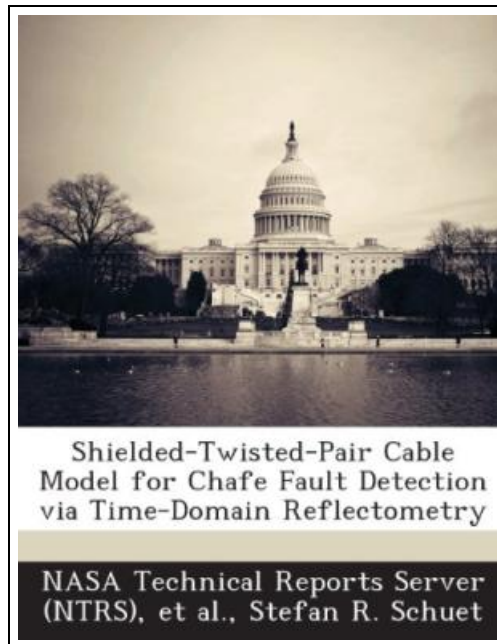 Shielded-Twisted-Pair Cable
Model for Chafe Fault Detection
via Time-Domain Reflectometry
NASA Technical Reports Server
(NTRS), et al., Stefan R. Schuet